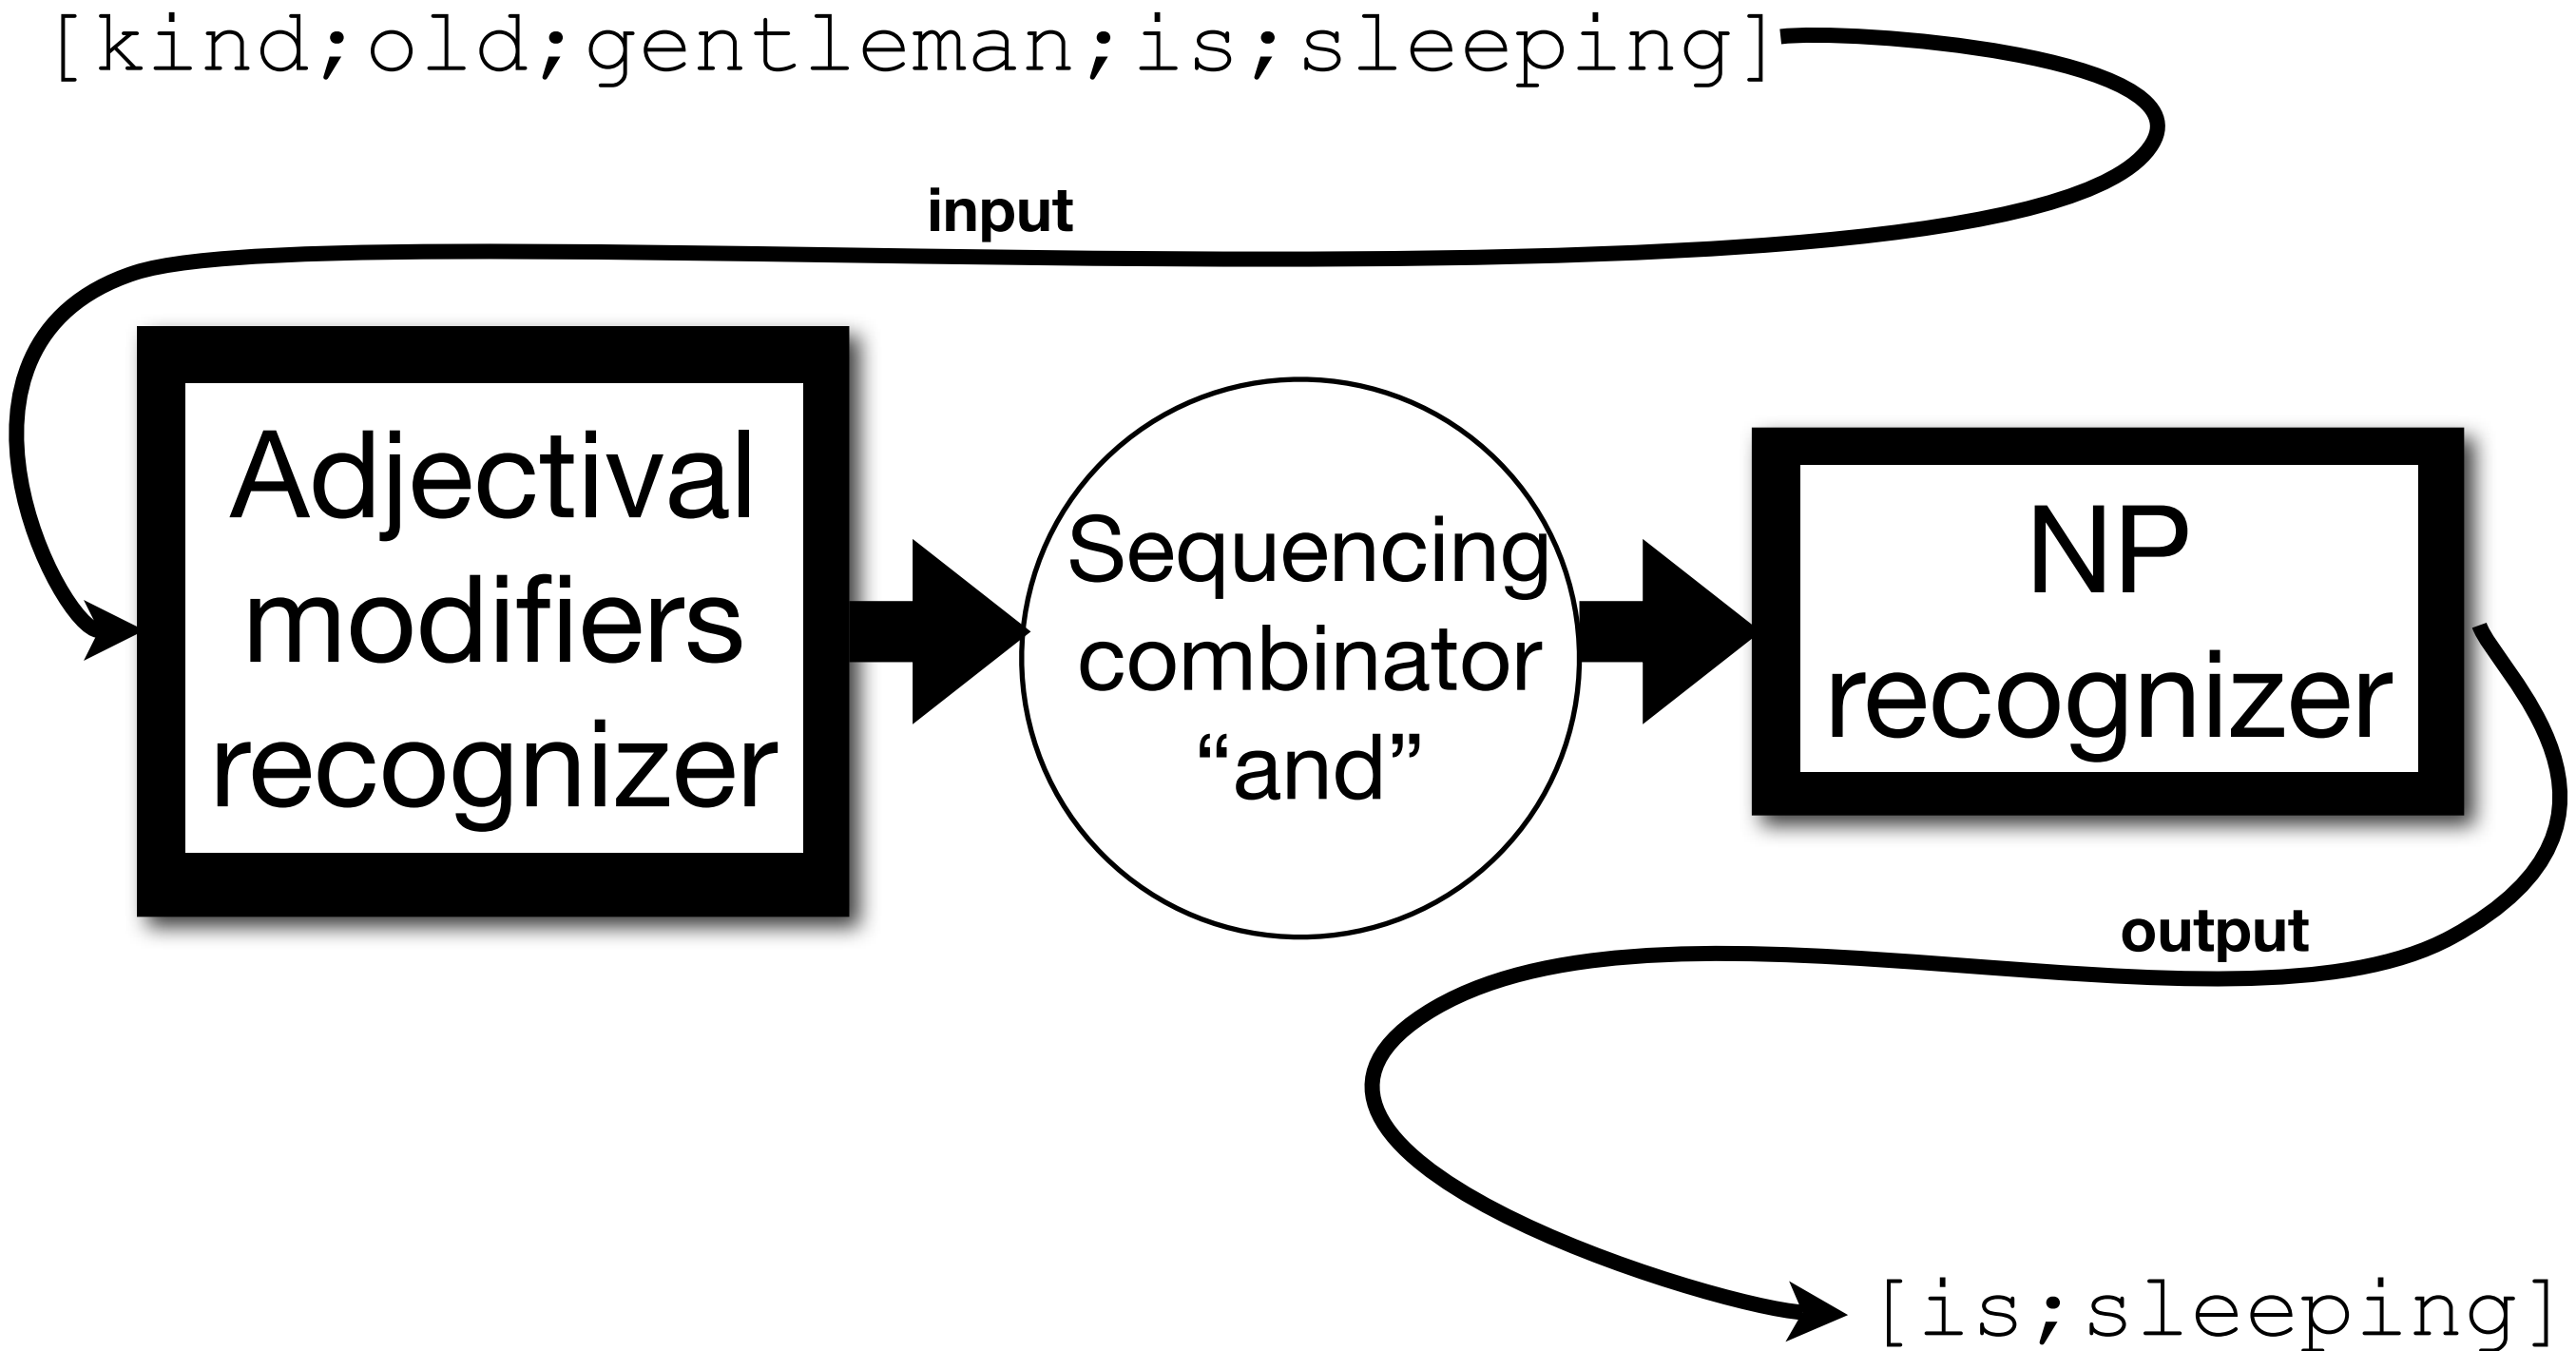 [kind;old;gentleman;is;sleeping]
input
Adjectival
modifiers
recognizer
Sequencing
combinator
“and”
NP
recognizer
output
[is;sleeping]